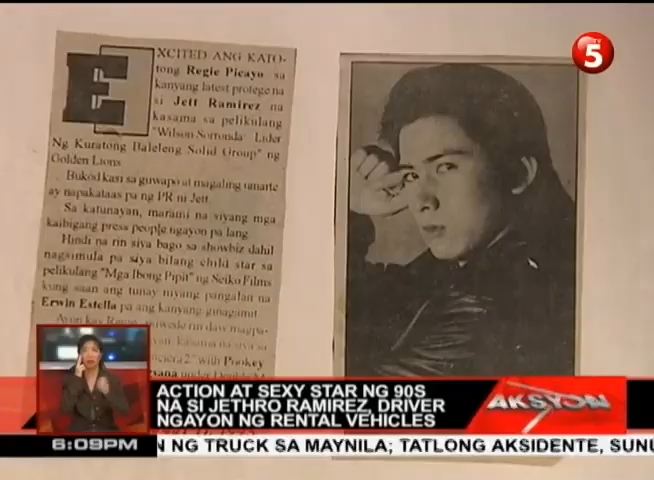 TV
5
EXCITED ANG KATO-
tong Regie Picayo sa
kanyang latest protege na
si Jett Ramirez na
kasama sa pelikulang
"Wilson Sorronda Lider
Ng Kuratong Baleleng Solid Group" ng
Golden Lions.
Bukod kasi sa guwapo at magaling umarte
ay napakataas pa ng PR ni Jett.
Sa katunayan, marami na siyang mga
kaibigang press people ngayon pa lang.
Hindi na rin siya bago sa showbiz dahil
nagsimula pa siya bilang child star sa
pelikulang "Mga Ibong Pipit" ng Seiko Films
kung saan ang tunay niyang pangalan na
Erwin Estella pa ang kanyang ginagamit.
with Pookey
ACTION AT SEXY STAR NG 90S
NA SI JETHRO RAMIREZ, DRIVER
NGAYON NG RENTAL VEHICLES
AKSYON
6:09PM
N NG TRUCK SA MAYNILA; TATLONG AKSIDENTE, SUNU